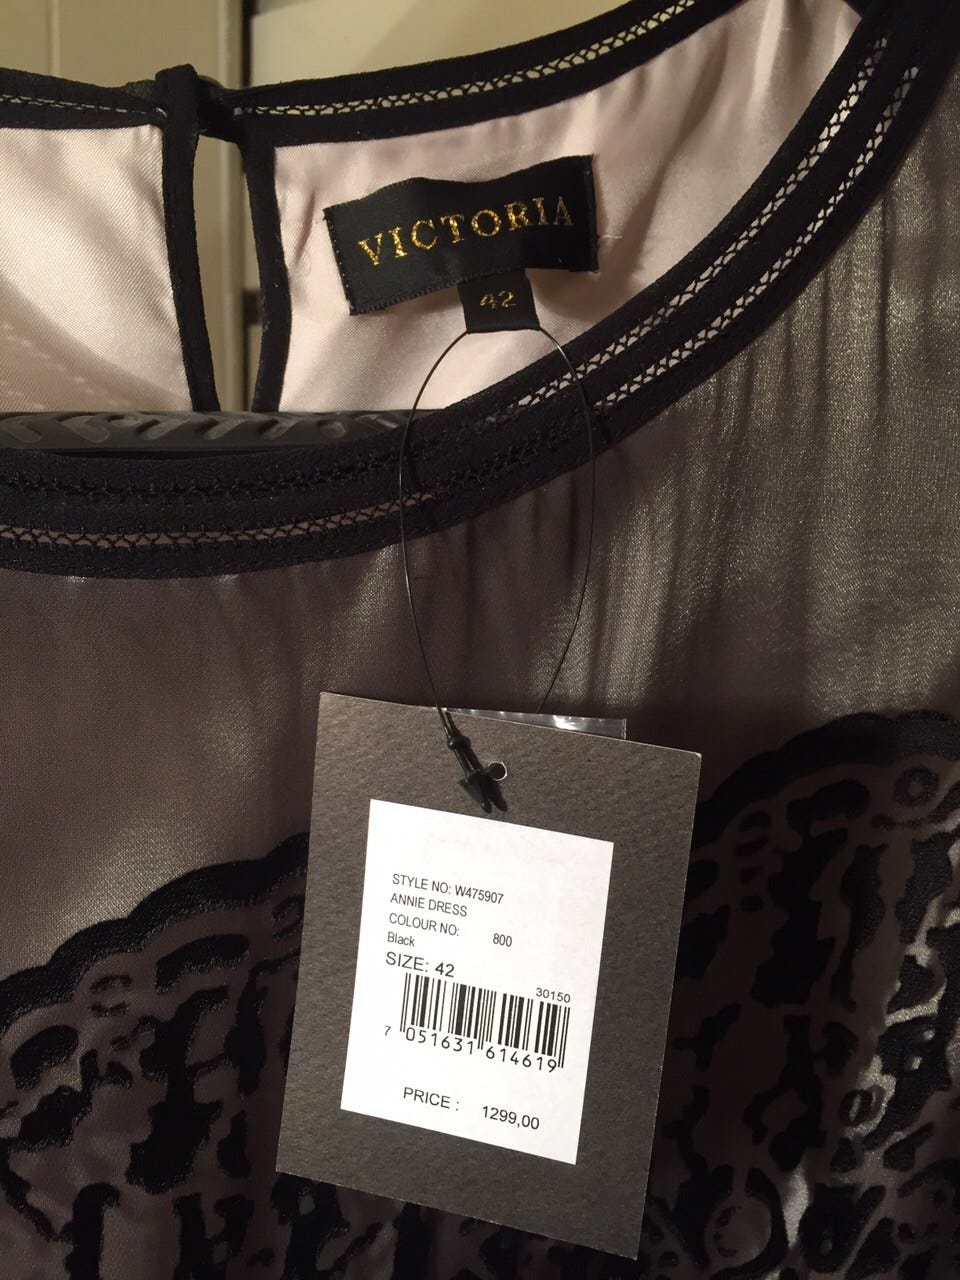 VICTORIA
42
STYLE NO: W475907
ANNIE DRESS
COLOUR NO: 800
Black
SIZE: 42
30150
7 051631 614619
PRICE : 1299,00